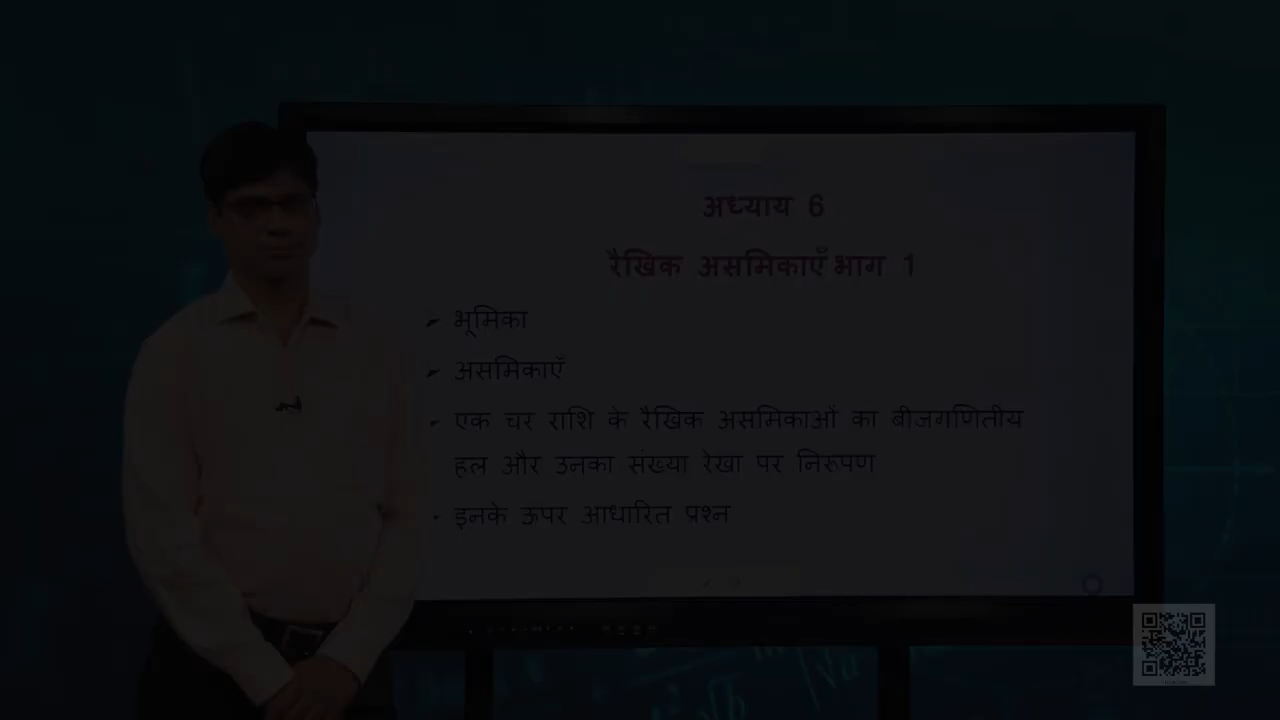 अध्याय 6
रैखिक असमिकाएँ भाग 1
➢ भूमिका
➢ असमिकाएँ
• एक चर राशि के रैखिक असमिकाओं का बीजगणितीय
हल और उनका संख्या रेखा पर निरूपण
• इनके ऊपर आधारित प्रश्न